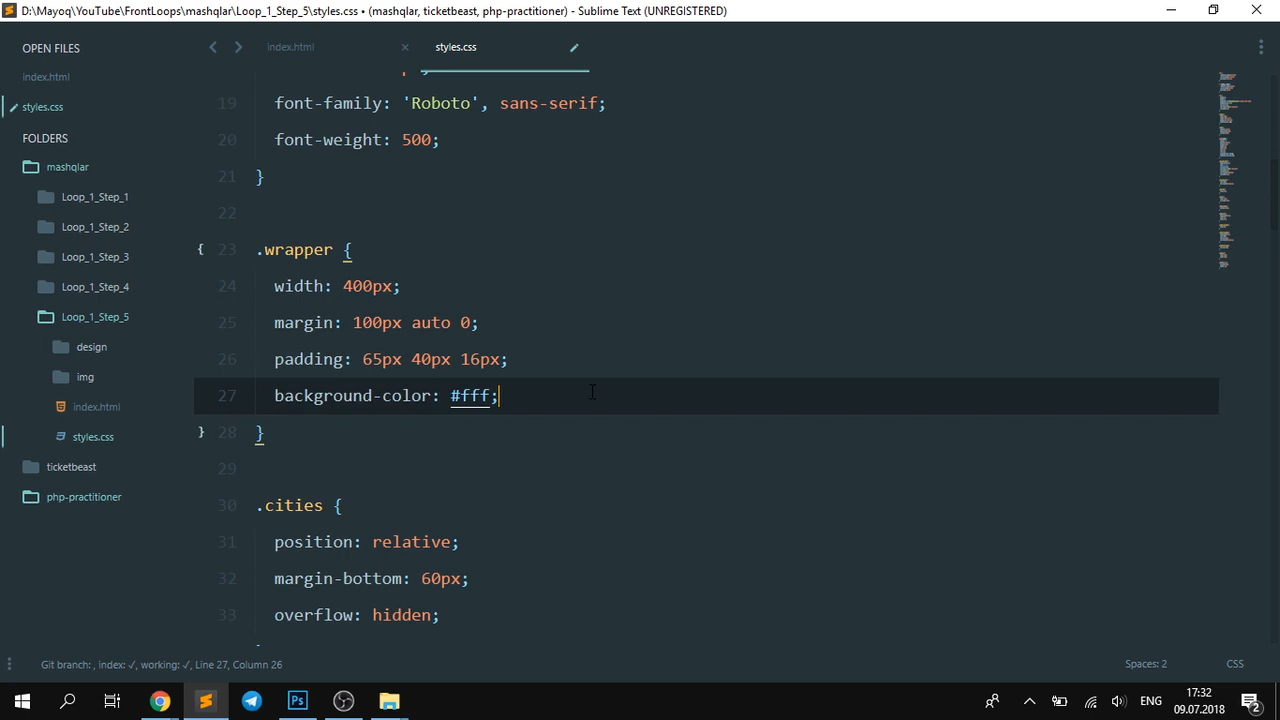 D:\Mayoq\YouTube\FrontLoops\mashqlar\Loop_1_Step_5\styles.css • (mashqlar, ticketbeast, php-practitioner) - Sublime Text (UNREGISTERED)
OPEN FILES
index.html
styles.css
FOLDERS
mashqlar
Loop_1_Step_1
Loop_1_Step_2
Loop_1_Step_3
Loop_1_Step_4
Loop_1_Step_5
design
img
index.html
styles.css
ticketbeast
php-practitioner
index.html × styles.css
19 font-family: 'Roboto', sans-serif;
20 font-weight: 500;
21 }
22
{ 23 .wrapper {
24 width: 400px;
25 margin: 100px auto 0;
26 padding: 65px 40px 16px;
27 background-color: #fff;
} 28 }
29
30 .cities {
31 position: relative;
32 margin-bottom: 60px;
33 overflow: hidden;
Git branch: , index: ✓, working: ✓, Line 27, Column 26 Spaces: 2 CSS
Ps ENG 17:32
09.07.2018 2